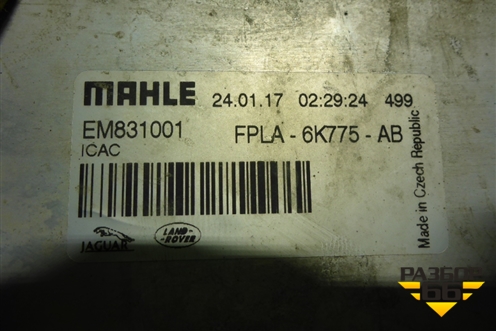 MAHLE 24.01.17 02:29:24 499
EM831001 FPLA - 6K775 - AB
ICAC
Made in Czech Republic
JAGUAR LAND-ROVER
РАЗБОР
66